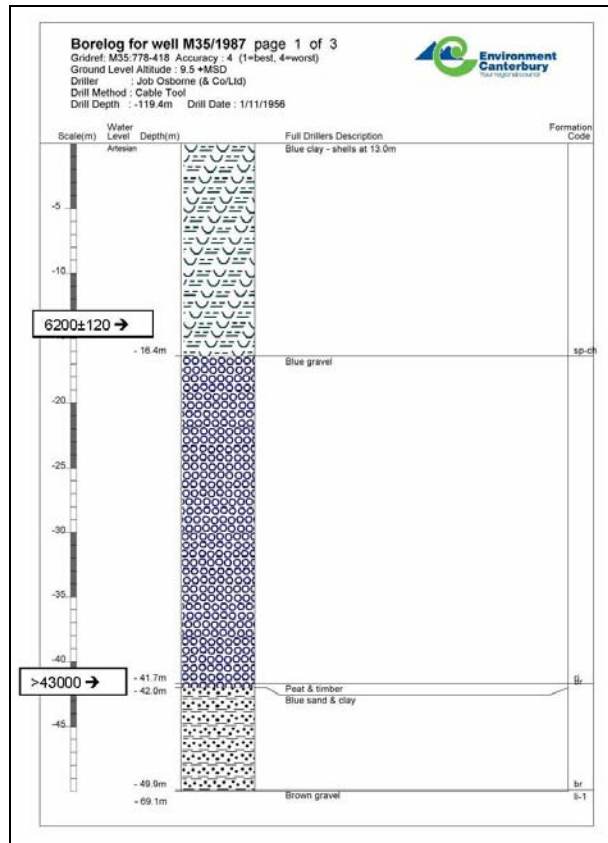 Borelog for well M35/1987 page 1 of 3
Gridref: M35:778-418 Accuracy : 4 (1=best, 4=worst)
Ground Level Altitude : 9.5 +MSD
Driller : Job Osborne (& Co/Ltd)
Drill Method : Cable Tool
Drill Depth : -119.4m Drill Date : 1/11/1956
Environment
Canterbury
Your regional council
Scale(m)
Water
Level
Depth(m)
Full Drillers Description
Formation
Code
Artesian
Blue clay - shells at 13.0m
-5
-10
6200±120 →
- 16.4m
Blue gravel
sp-ch
-20
-25
-30
-35
-40
>43000 →
- 41.7m
- 42.0m
Peat & timber
Blue sand & clay
br
-45
- 49.9m
- 69.1m
Brown gravel
br
li-1